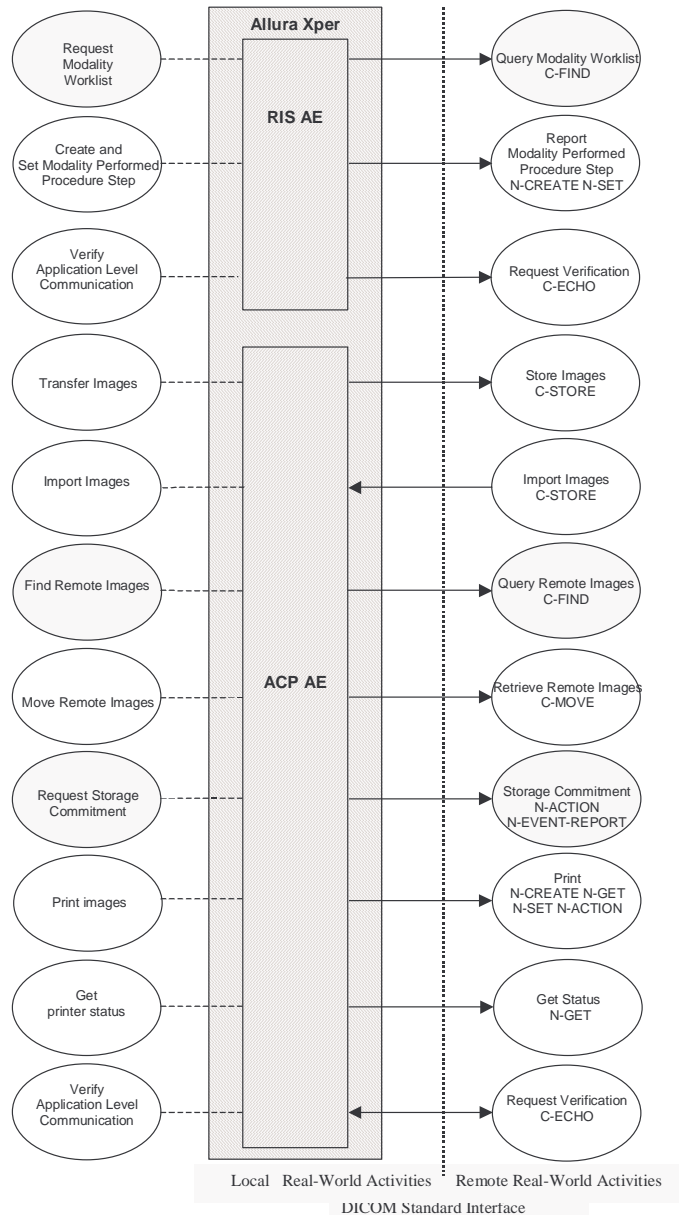 Allura Xper
Request
Modality
Worklist
RIS AE
Query Modality Worklist
C-FIND
Create and
Set Modality Performed
Procedure Step
Report
Modality Performed
Procedure Step
N-CREATE N-SET
Verify
Application Level
Communication
Request Verification
C-ECHO
Transfer Images
Store Images
C-STORE
Import Images
Import Images
C-STORE
Find Remote Images
Query Remote Images
C-FIND
ACP AE
Move Remote Images
Retrieve Remote Images
C-MOVE
Request Storage
Commitment
Storage Commitment
N-ACTION
N-EVENT-REPORT
Print images
Print
N-CREATE N-GET
N-SET N-ACTION
Get
printer status
Get Status
N-GET
Verify
Application Level
Communication
Request Verification
C-ECHO
Local Real-World Activities
Remote Real-World Activities
DICOM Standard Interface